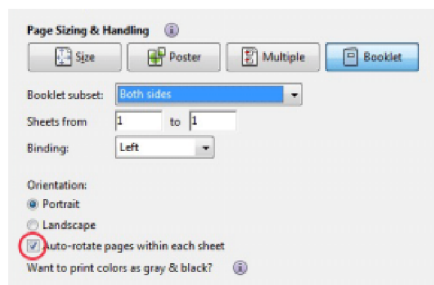 Page Sizing & Handling
Size Poster Multiple Booklet
Booklet subset: Both sides
Sheets from 1 to 1
Binding: Left
Orientation:
Portrait
Landscape
Auto-rotate pages within each sheet
Want to print colors as gray & black?